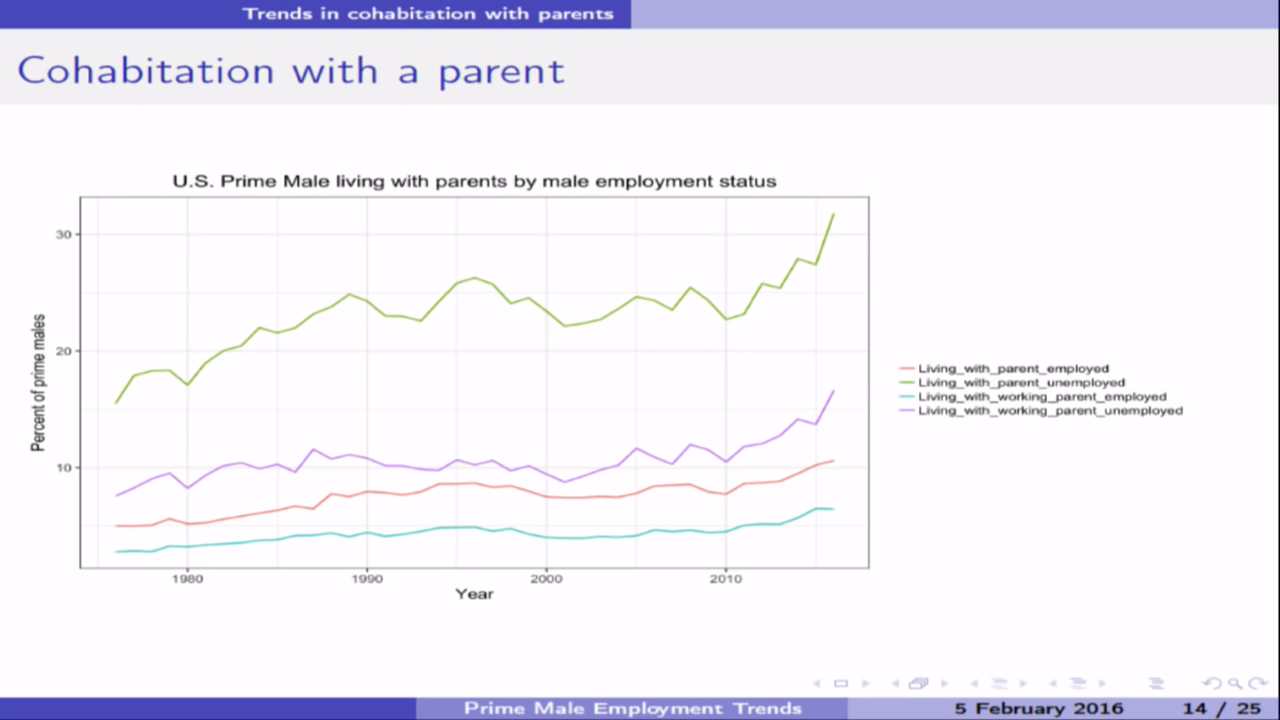 Trends in cohabitation with parents
Cohabitation with a parent
U.S. Prime Male living with parents by male employment status
Percent of prime males
30
20
10
1980
1990
2000
2010
Year
Living_with_parent_employed
Living_with_parent_unemployed
Living_with_working_parent_employed
Living_with_working_parent_unemployed
Prime Male Employment Trends
5 February 2016
14 / 25